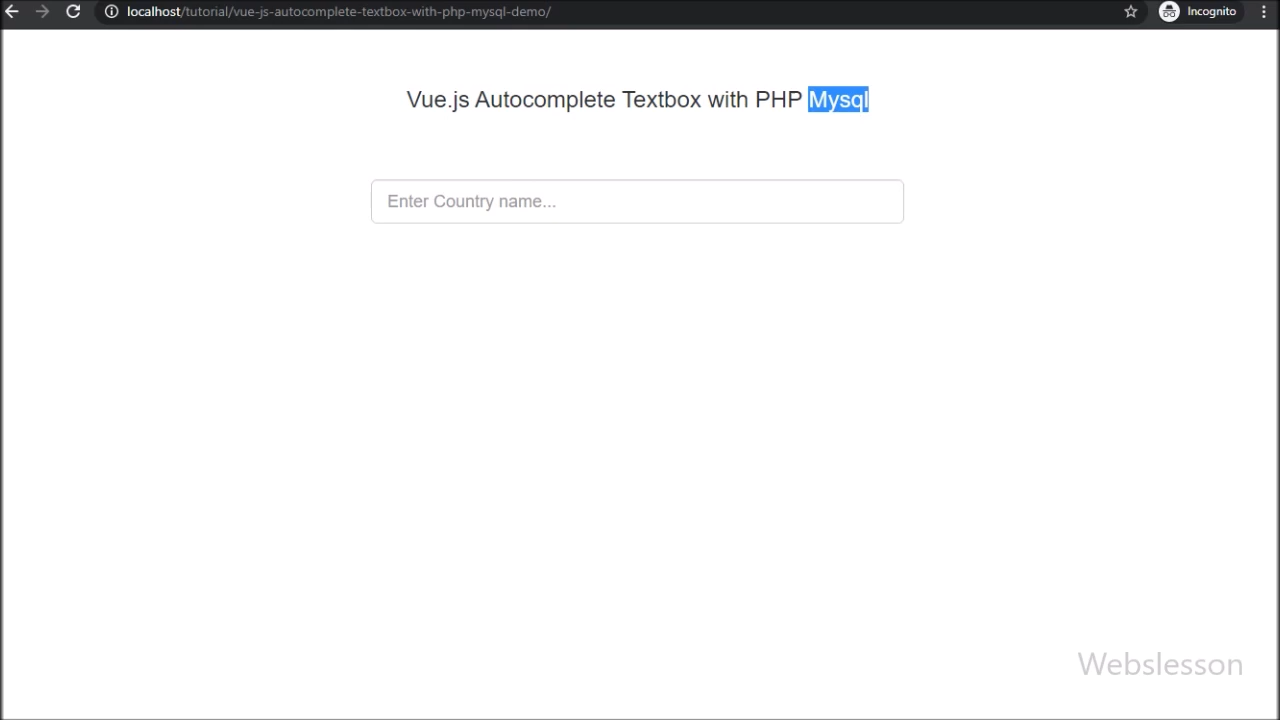 localhost/tutorial/vue-js-autocomplete-textbox-with-php-mysql-demo/
Incognito
Vue.js Autocomplete Textbox with PHP Mysql
Enter Country name...
Webslesson